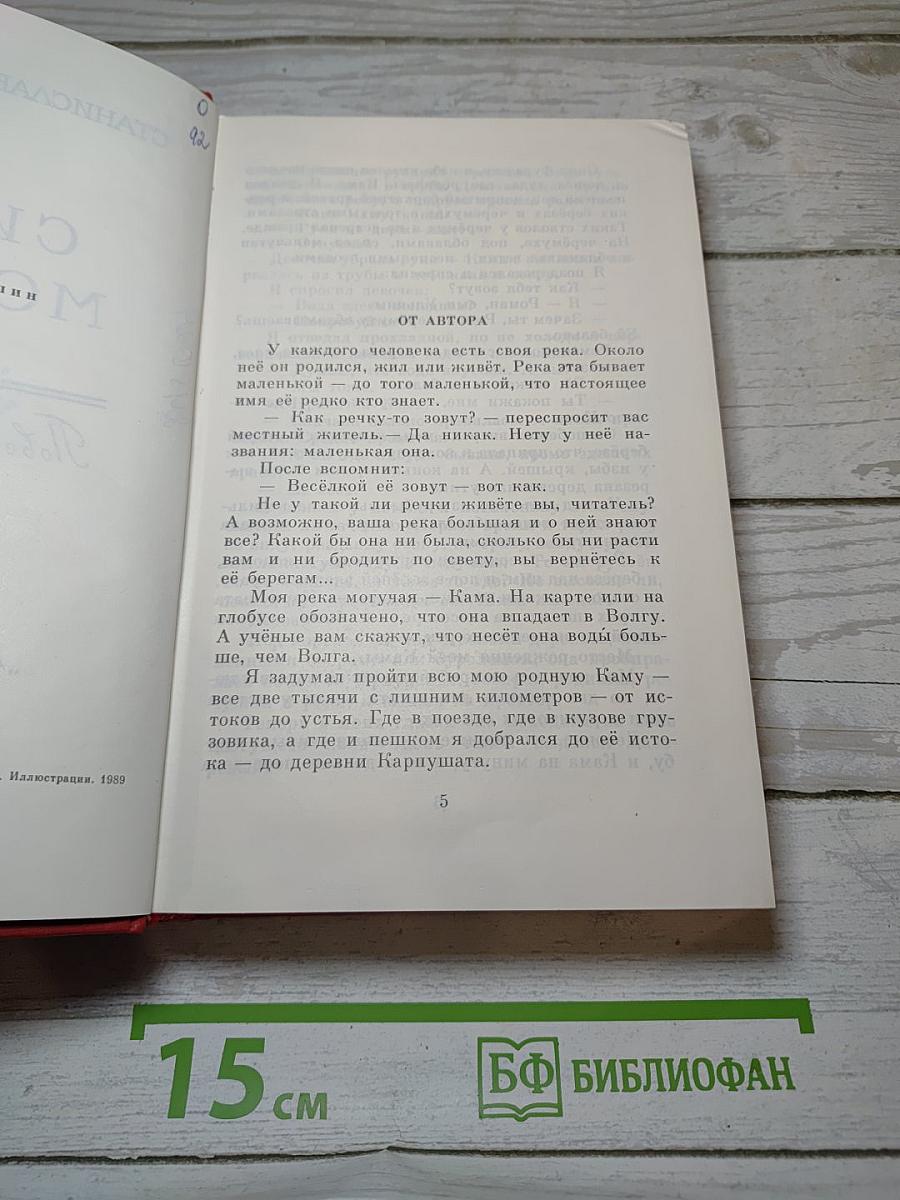 СТАНИСЛАВ
О
92
СИ
МО
Пове
. Иллюстрации. 1989
ОТ АВТОРА
У каждого человека есть своя река. Около
неё он родился, жил или живёт. Река эта бывает
маленькой — до того маленькой, что настоящее
имя её редко кто знает.
— Как речку-то зовут? — переспросит вас
местный житель.— Да никак. Нету у неё на-
звания: маленькая она.
После вспомнит:
— Весёлкой её зовут — вот как.
Не у такой ли речки живёте вы, читатель?
А возможно, ваша река большая и о ней знают
все? Какой бы она ни была, сколько бы ни расти
вам и ни бродить по свету, вы вернётесь к
её берегам...
Моя река могучая — Кама. На карте или на
глобусе обозначено, что она впадает в Волгу.
А учёные вам скажут, что несёт она воды́ боль-
ше, чем Волга.
Я задумал пройти всю мою родную Каму —
все две тысячи с лишним километров — от ис-
токов до устья. Где в поезде, где в кузове гру-
зовика, а где и пешком я добрался до её исто-
ка — до деревни Карпушата.
5
15 см
БФ БИБЛИОФАН